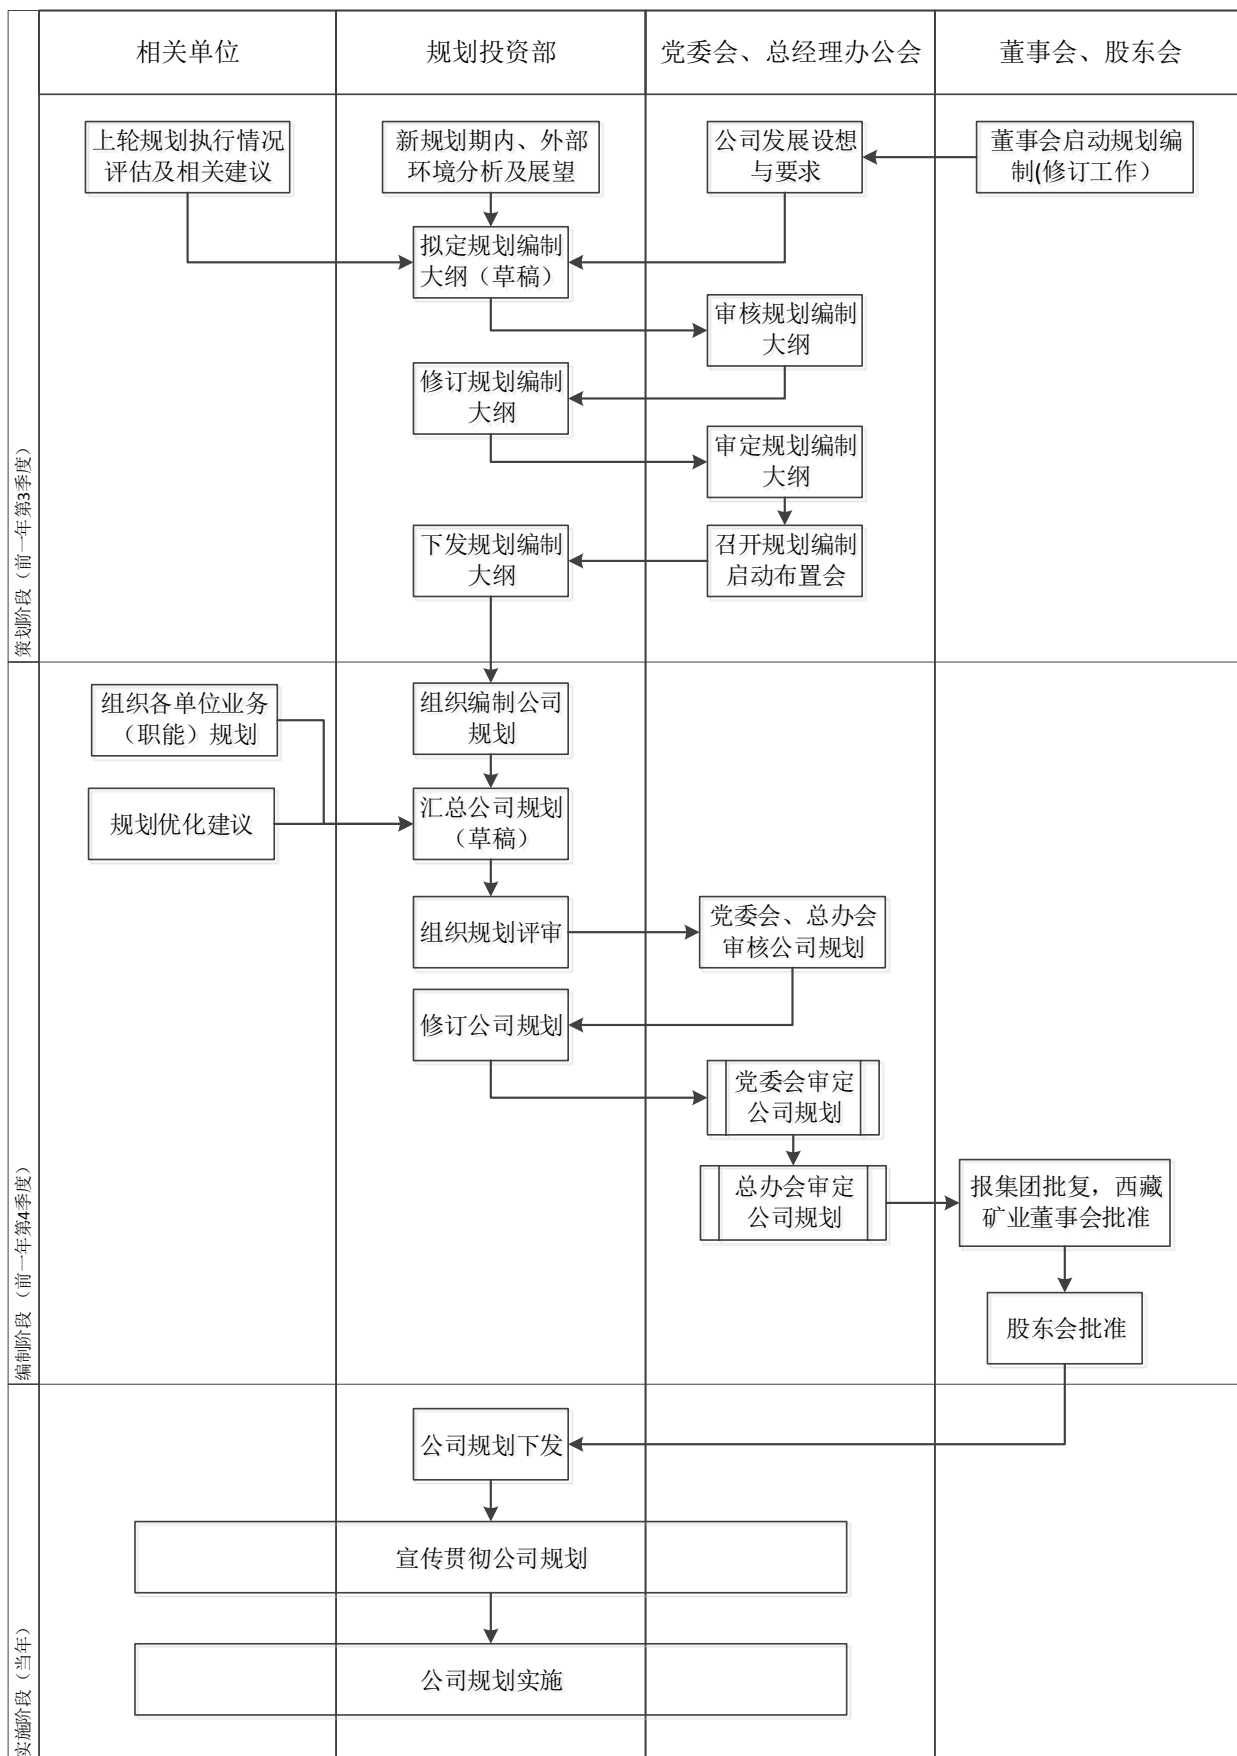 相关单位
规划投资部
党委会、总经理办公会
董事会、股东会
策划阶段（前一年第3季度）
上轮规划执行情况
评估及相关建议
新规划期内、外部
环境分析及展望
公司发展设想
与要求
董事会启动规划编
制(修订工作）
拟定规划编制
大纲（草稿）
审核规划编制
大纲
修订规划编制
大纲
审定规划编制
大纲
下发规划编制
大纲
召开规划编制
启动布置会
编制阶段（前一年第4季度）
组织各单位业务
（职能）规划
组织编制公司
规划
规划优化建议
汇总公司规划
（草稿）
组织规划评审
党委会、总办会
审核公司规划
修订公司规划
党委会审定
公司规划
总办会审定
公司规划
报集团批复，西藏
矿业董事会批准
股东会批准
实施阶段（当年）
公司规划下发
宣传贯彻公司规划
公司规划实施